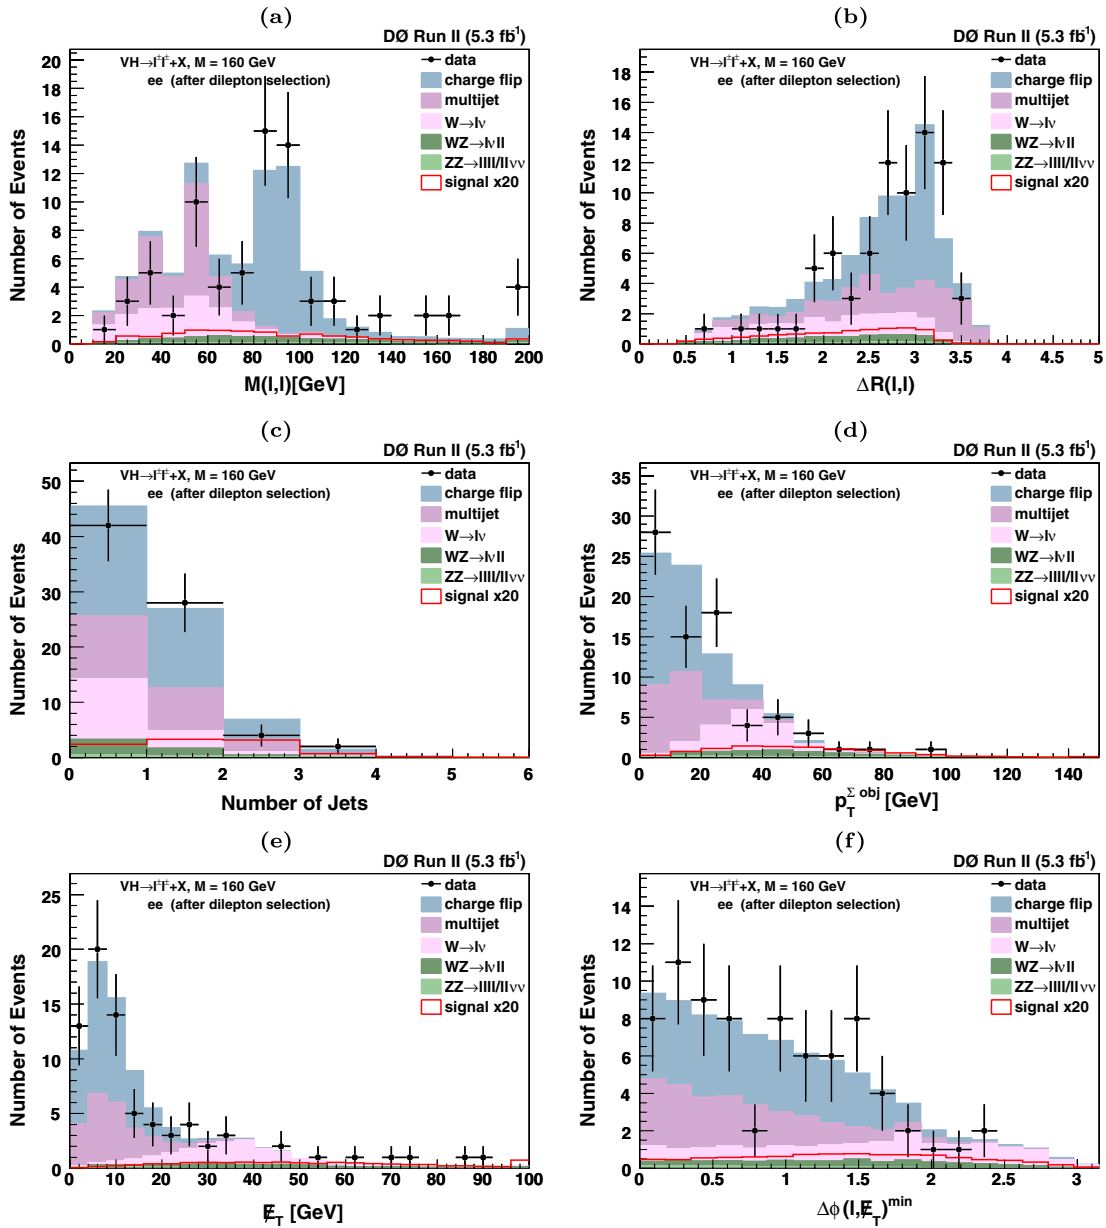 (a)
DØ Run II (5.3 fb⁻¹)
VH→l±l±+X, M = 160 GeV
ee (after dilepton selection)
data
charge flip
multijet
W→lν
WZ→lνll
ZZ→llll/llνν
signal x20
Number of Events
20
18
16
14
12
10
8
6
4
2
0
0 20 40 60 80 100 120 140 160 180 200
M(l,l)[GeV]
(b)
DØ Run II (5.3 fb⁻¹)
VH→l±l±+X, M = 160 GeV
ee (after dilepton selection)
data
charge flip
multijet
W→lν
WZ→lνll
ZZ→llll/llνν
signal x20
Number of Events
18
16
14
12
10
8
6
4
2
0
0 0.5 1 1.5 2 2.5 3 3.5 4 4.5 5
ΔR(l,l)
(c)
DØ Run II (5.3 fb⁻¹)
VH→l±l±+X, M = 160 GeV
ee (after dilepton selection)
data
charge flip
multijet
W→lν
WZ→lνll
ZZ→llll/llνν
signal x20
Number of Events
50
40
30
20
10
0
0 1 2 3 4 5 6
Number of Jets
(d)
DØ Run II (5.3 fb⁻¹)
VH→l±l±+X, M = 160 GeV
ee (after dilepton selection)
data
charge flip
multijet
W→lν
WZ→lνll
ZZ→llll/llνν
signal x20
Number of Events
35
30
25
20
15
10
5
0
0 20 40 60 80 100 120 140
p_T^Σ obj [GeV]
(e)
DØ Run II (5.3 fb⁻¹)
VH→l±l±+X, M = 160 GeV
ee (after dilepton selection)
data
charge flip
multijet
W→lν
WZ→lνll
ZZ→llll/llνν
signal x20
Number of Events
25
20
15
10
5
0
0 10 20 30 40 50 60 70 80 90 100
E̸_T [GeV]
(f)
DØ Run II (5.3 fb⁻¹)
VH→l±l±+X, M = 160 GeV
ee (after dilepton selection)
data
charge flip
multijet
W→lν
WZ→lνll
ZZ→llll/llνν
signal x20
Number of Events
14
12
10
8
6
4
2
0
0 0.5 1 1.5 2 2.5 3
Δϕ(l,E̸_T)^min